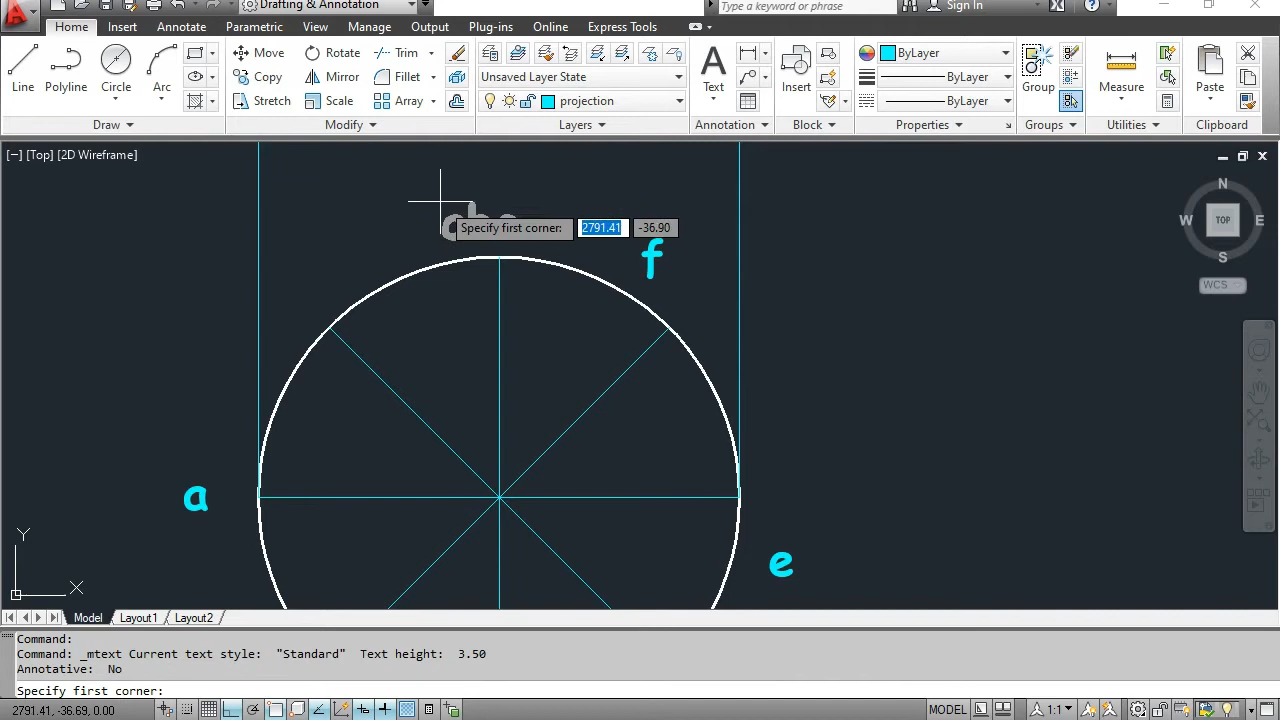 Drafting & Annotation
Type a keyword or phrase
Sign In
Home Insert Annotate Parametric View Manage Output Plug-ins Online Express Tools
Line Polyline Circle Arc
Move Rotate Trim
Copy Mirror Fillet
Stretch Scale Array
Unsaved Layer State
projection
Text
Insert
ByLayer
ByLayer
ByLayer
Group
Measure
Paste
Draw Modify Layers Annotation Block Properties Groups Utilities Clipboard
[−] [Top] [2D Wireframe]
N
W TOP E
S
WCS
abc
Specify first corner: 2791.41 -36.90
f
a
e
Y
X
Model Layout1 Layout2
Command:
Command: _mtext Current text style: "Standard" Text height: 3.50
Annotative: No
Specify first corner:
2791.41, -36.69, 0.00
MODEL
1:1